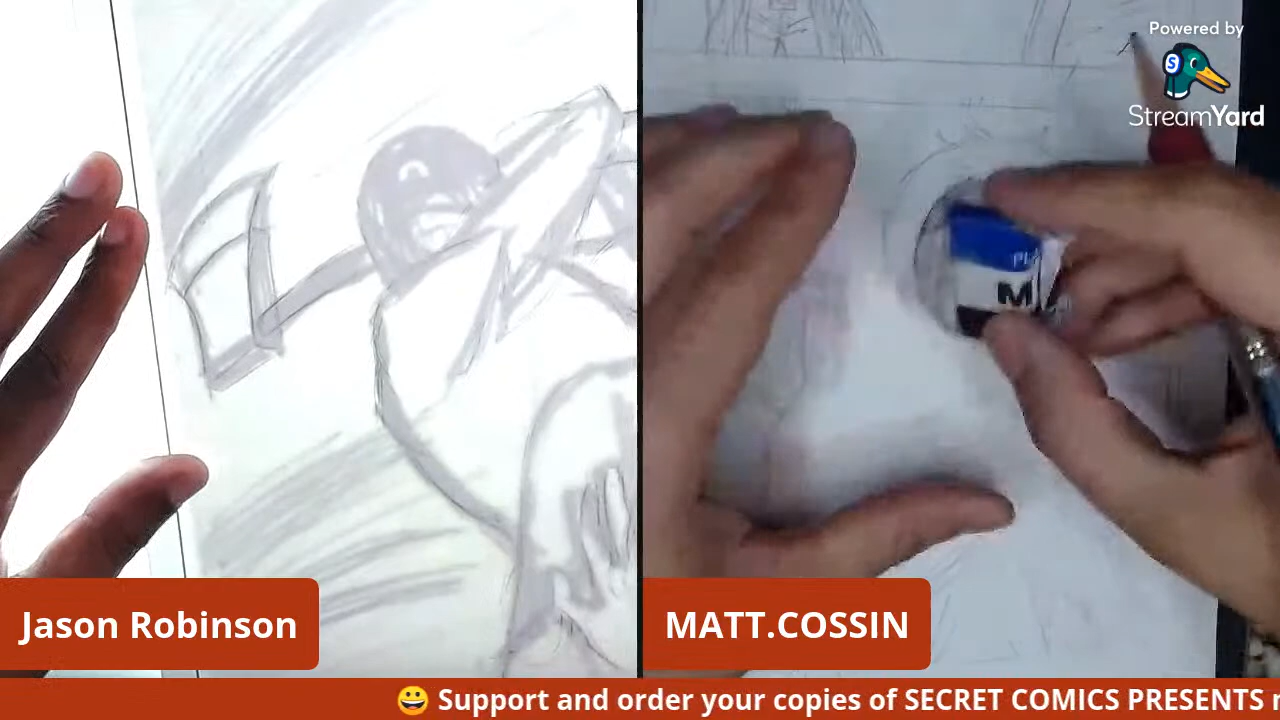 Powered by
StreamYard
M
Jason Robinson
MATT.COSSIN
😀 Support and order your copies of SECRET COMICS PRESENTS